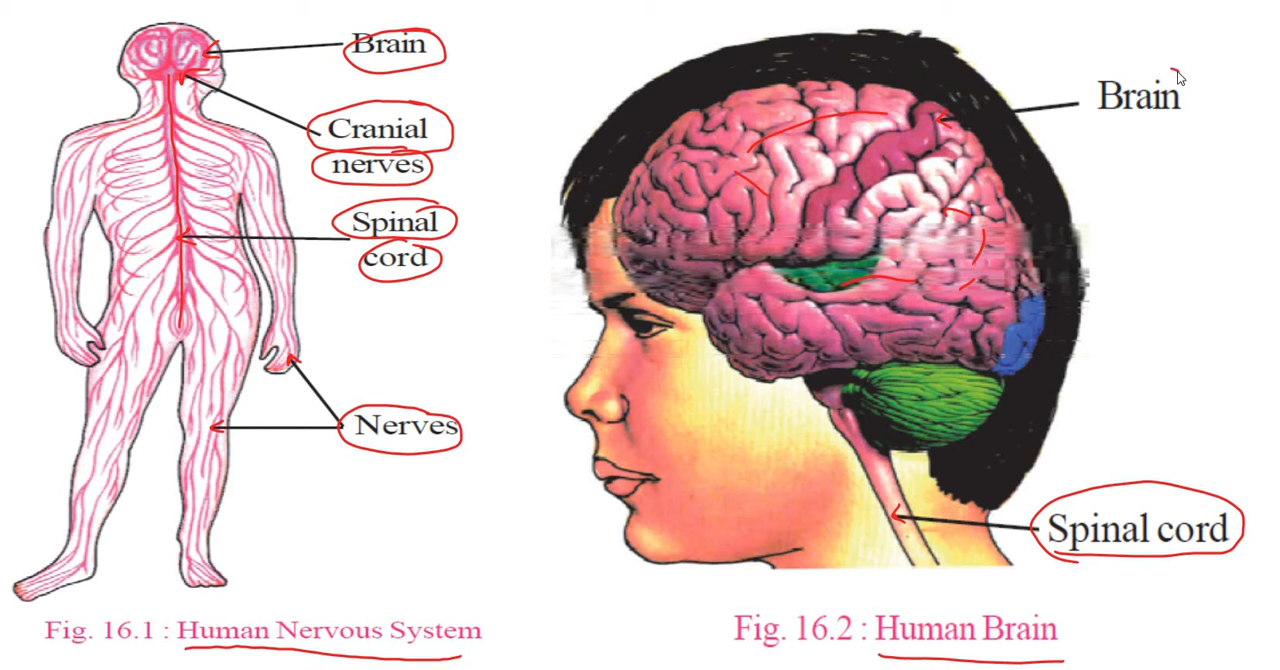 Brain
Cranial
nerves
Spinal
cord
Nerves
Fig. 16.1 : Human Nervous System
Brain
Spinal cord
Fig. 16.2 : Human Brain